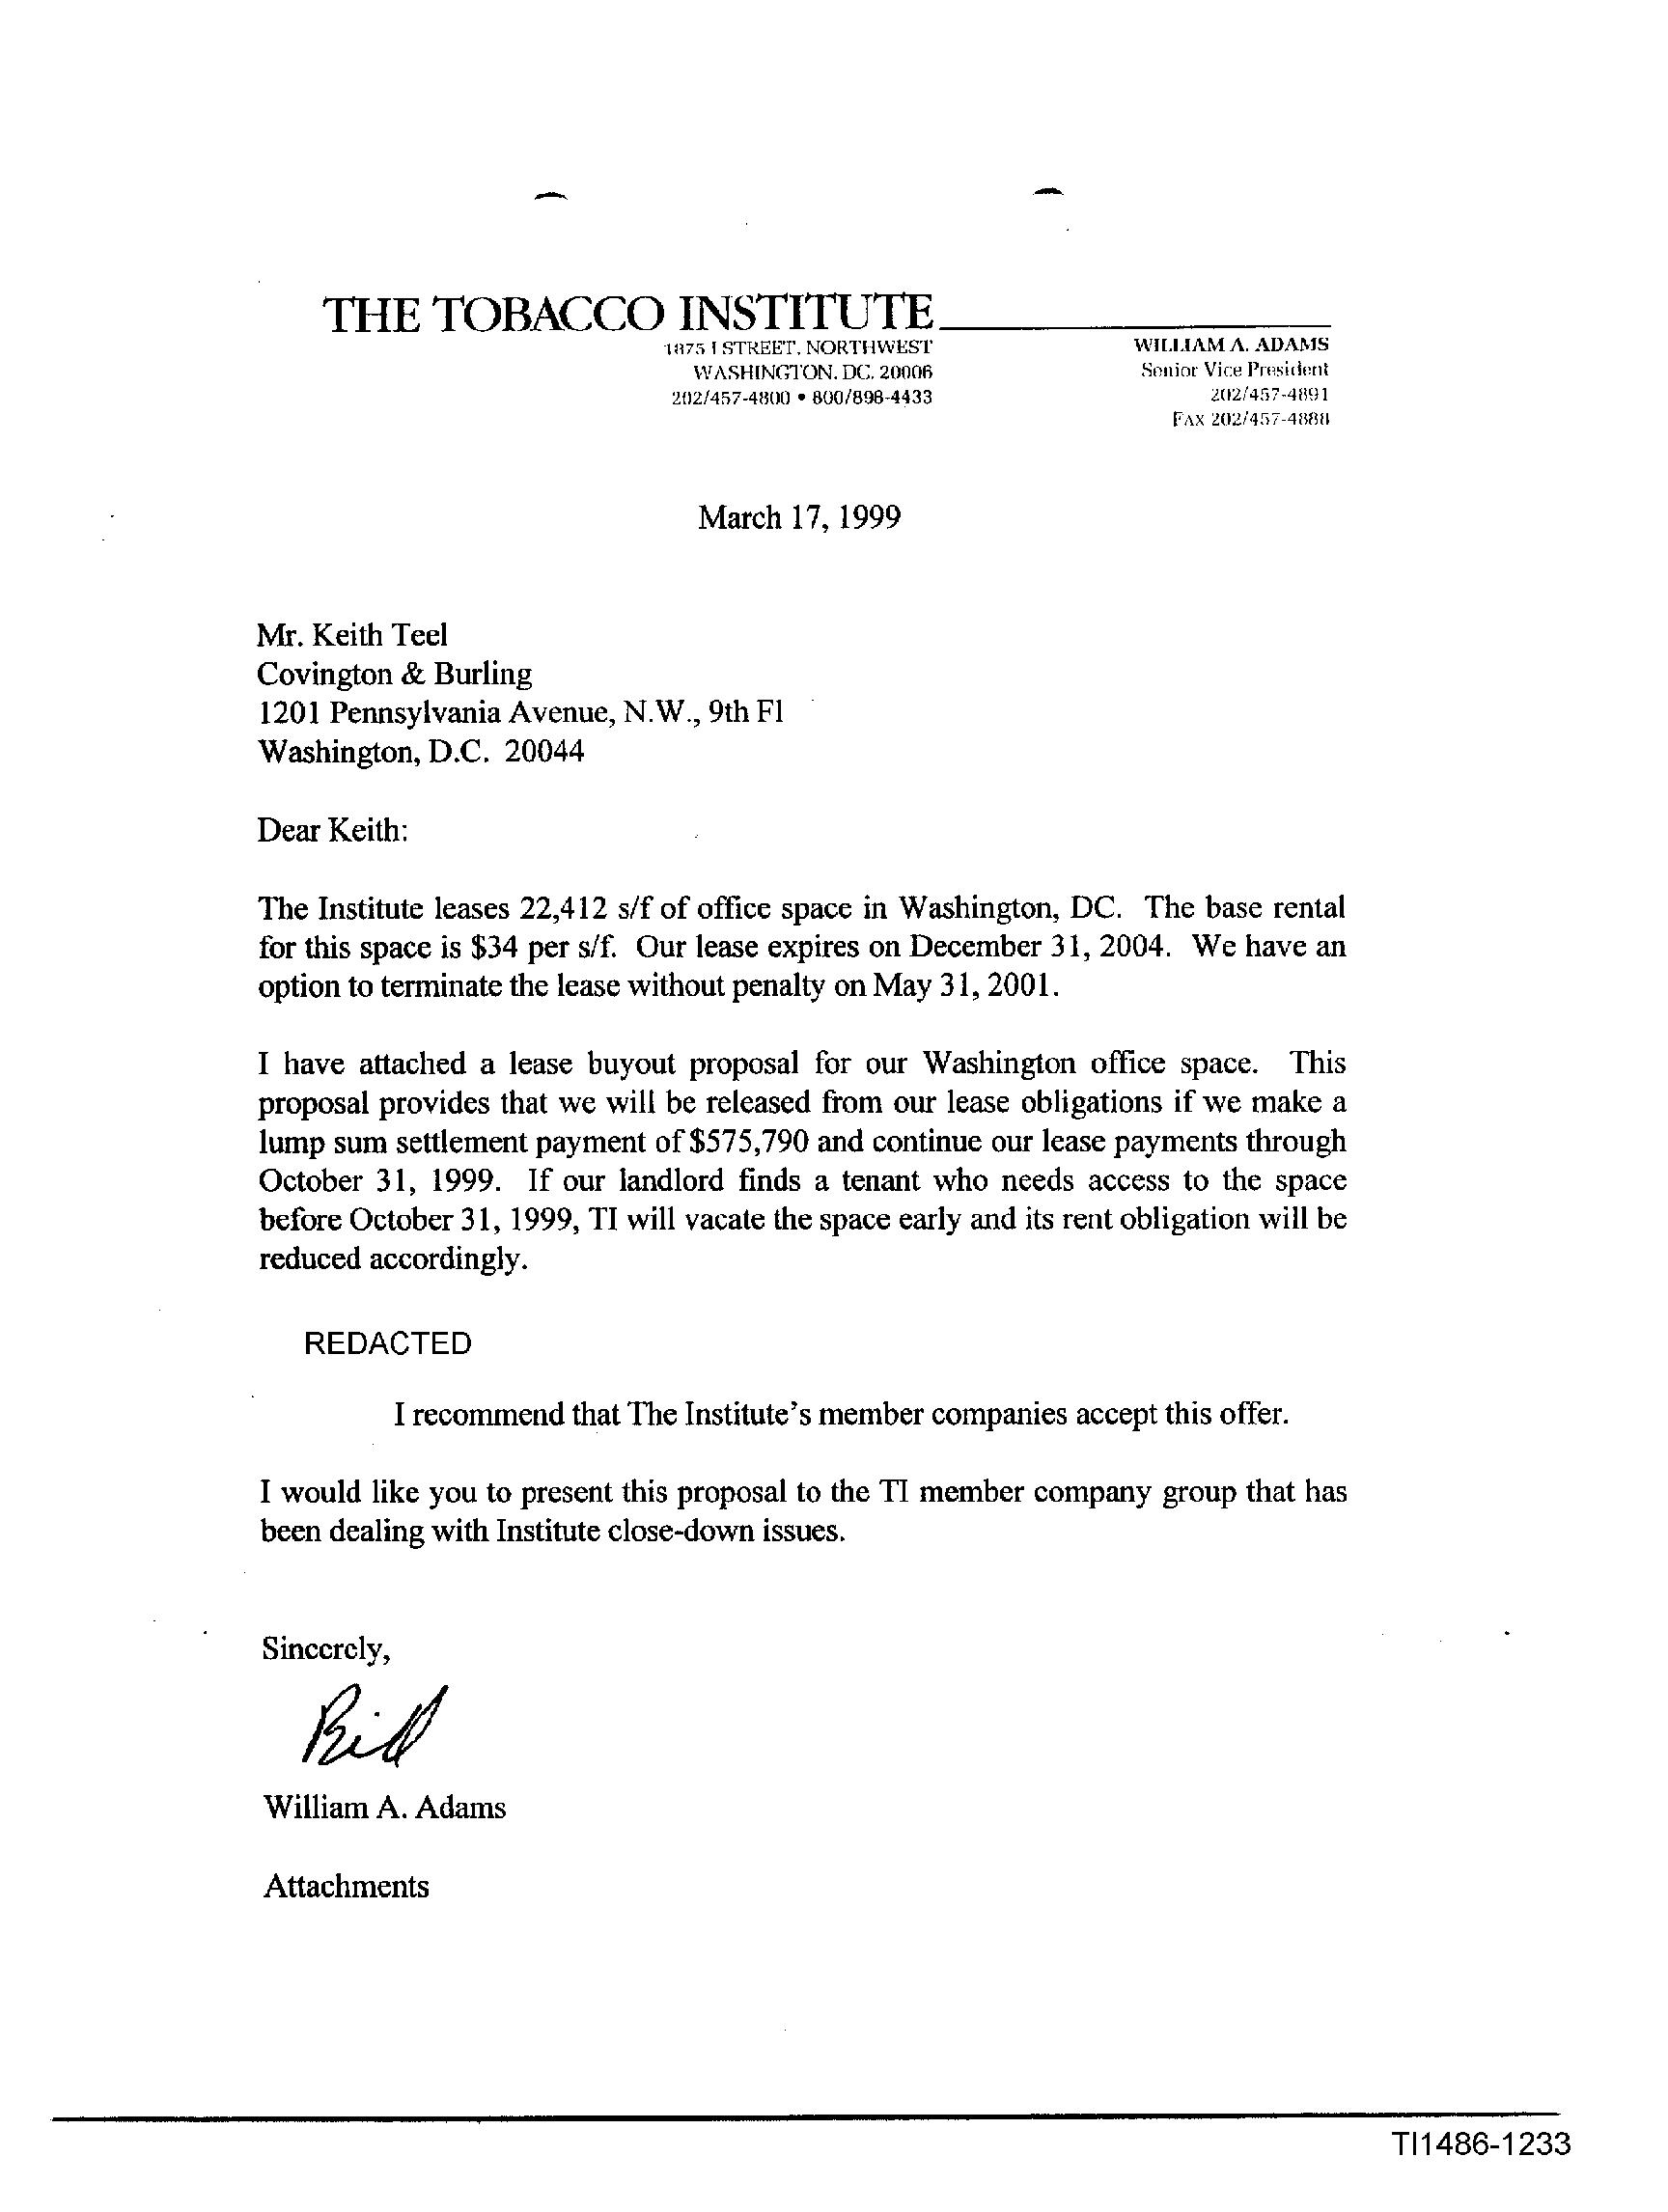 THE TOBACCO INSTITUTE
1875 I STREET, NORTHWEST
WASHINGTON, DC. 20006
202/457-4800 • 800/898-4433
WILLIAM A. ADAMS
Senior Vice President
202/457-4891
FAX 202/457-4888
March 17, 1999
Mr. Keith Teel
Covington & Burling
1201 Pennsylvania Avenue, N.W., 9th Fl
Washington, D.C. 20044
Dear Keith:
The Institute leases 22,412 s/f of office space in Washington, DC. The base rental
for this space is $34 per s/f. Our lease expires on December 31, 2004. We have an
option to terminate the lease without penalty on May 31, 2001.
I have attached a lease buyout proposal for our Washington office space. This
proposal provides that we will be released from our lease obligations if we make a
lump sum settlement payment of $575,790 and continue our lease payments through
October 31, 1999. If our landlord finds a tenant who needs access to the space
before October 31, 1999, TI will vacate the space early and its rent obligation will be
reduced accordingly.
REDACTED
I recommend that The Institute's member companies accept this offer.
I would like you to present this proposal to the TI member company group that has
been dealing with Institute close-down issues.
Sincerely,
Bill
William A. Adams
Attachments
TI1486-1233